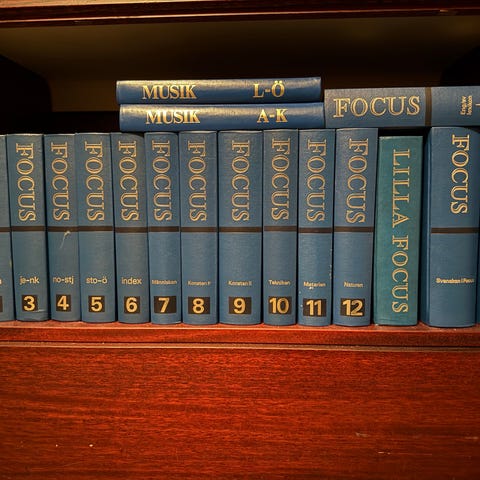 MUSIK L-Ö
MUSIK A-K
FOCUS
FOCUS
je-nk
3
FOCUS
no-stj
4
FOCUS
sto-ö
5
FOCUS
index
6
FOCUS
Människan
7
FOCUS
Konsten I
8
FOCUS
Konsten II
9
FOCUS
Tekniken
10
FOCUS
Materien
11
FOCUS
Naturen
12
LILLA FOCUS
FOCUS
Svenskan i Focus